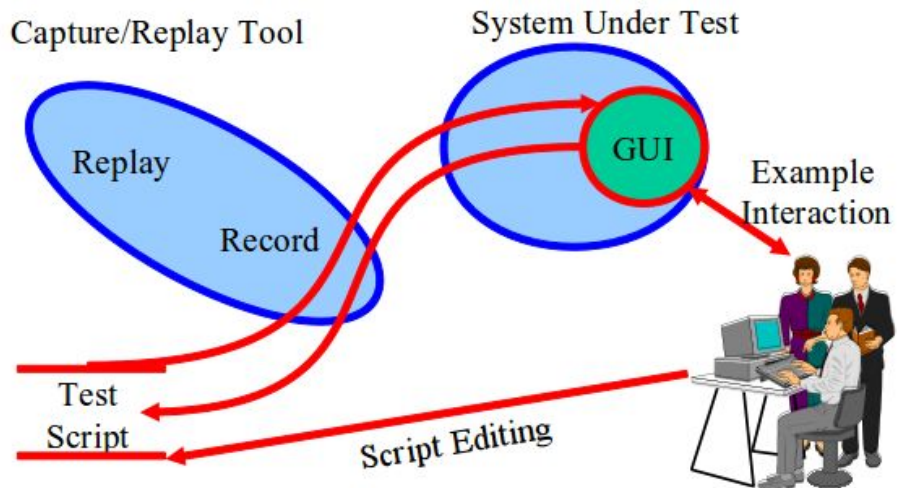 Capture/Replay Tool
System Under Test
Replay
Record
GUI
Example
Interaction
Test
Script
Script Editing